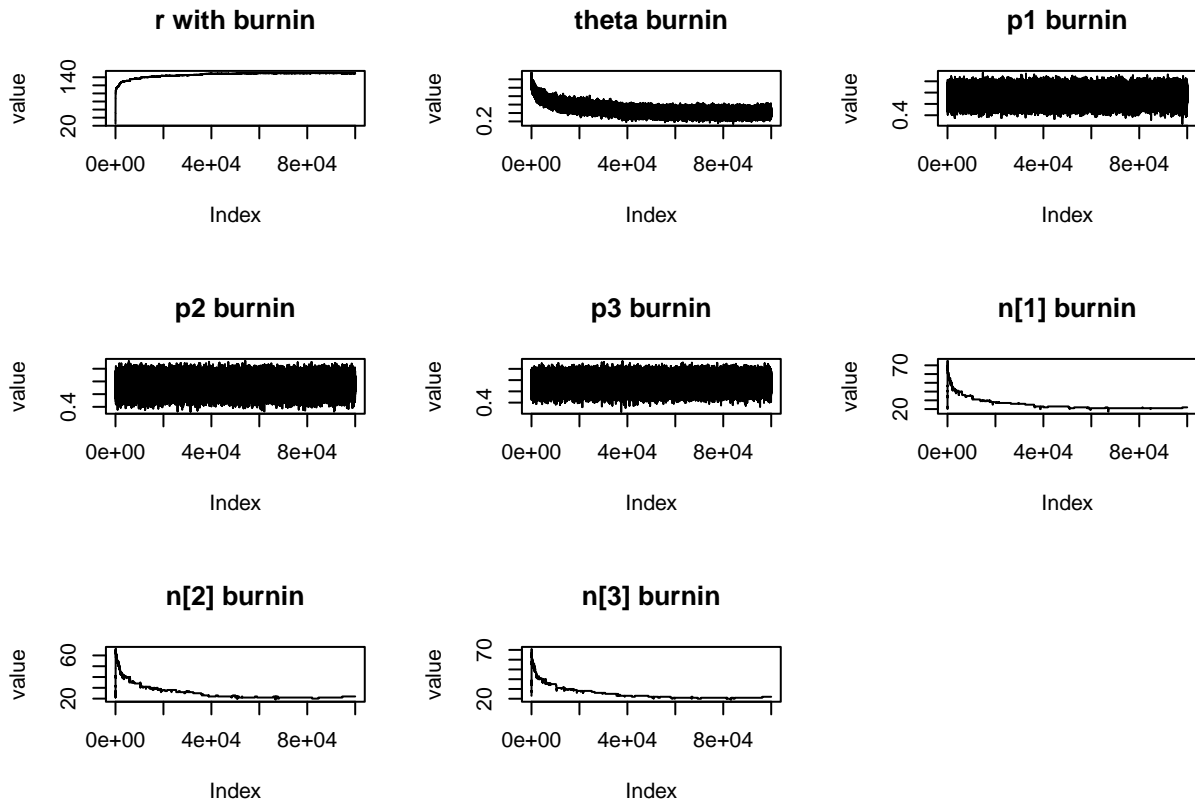 r with burnin
value
140
20
0e+00 4e+04 8e+04
Index
theta burnin
value
0.2
0e+00 4e+04 8e+04
Index
p1 burnin
value
0.4
0e+00 4e+04 8e+04
Index
p2 burnin
value
0.4
0e+00 4e+04 8e+04
Index
p3 burnin
value
0.4
0e+00 4e+04 8e+04
Index
n[1] burnin
value
70
20
0e+00 4e+04 8e+04
Index
n[2] burnin
value
60
20
0e+00 4e+04 8e+04
Index
n[3] burnin
value
70
20
0e+00 4e+04 8e+04
Index